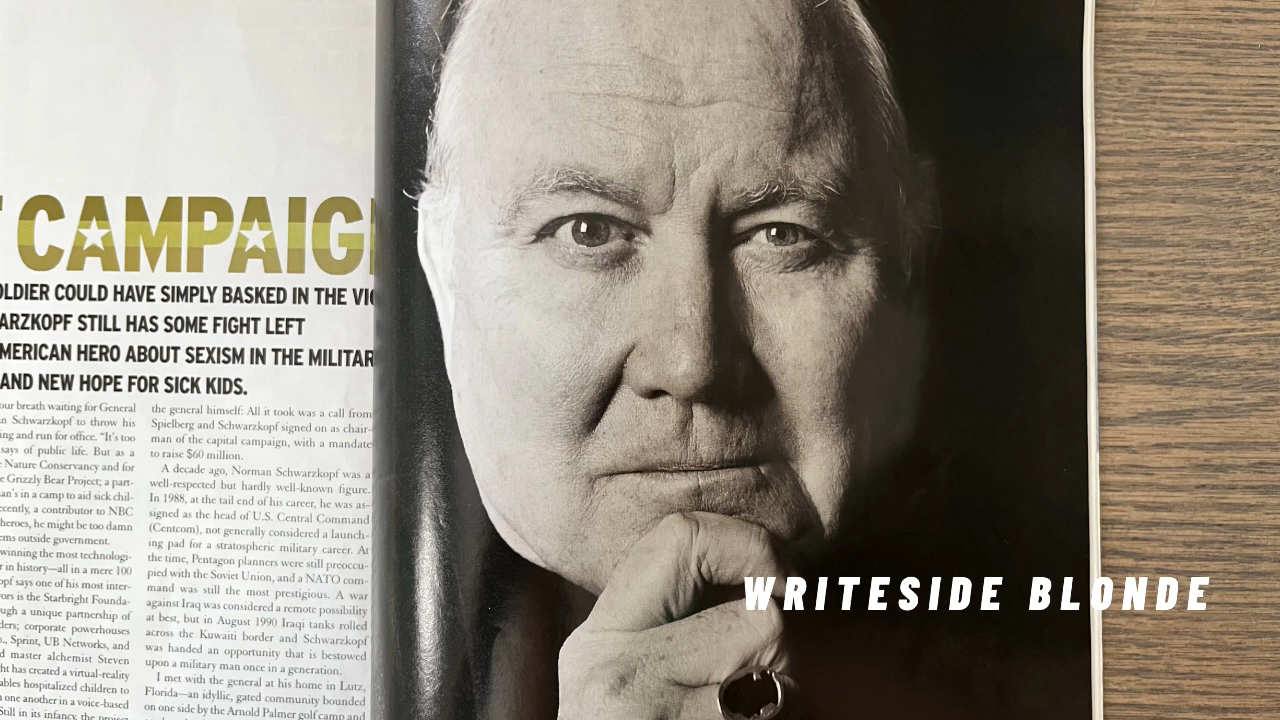 CAMPAIG
OLDIER COULD HAVE SIMPLY BASKED IN THE VIC
ARZKOPF STILL HAS SOME FIGHT LEFT
MERICAN HERO ABOUT SEXISM IN THE MILITAR
AND NEW HOPE FOR SICK KIDS.
our breath waiting for General
n Schwarzkopf to throw his
ing and run for office. "It's too
says of public life. But as a
e Nature Conservancy and for
e Grizzly Bear Project; a part-
an's in a camp to aid sick chil-
ecently, a contributor to NBC
heroes, he might be too damn
ems outside government.
winning the most technologi-
r in history—all in a mere 100
opf says one of his most inter-
ors is the Starbright Founda-
ugh a unique partnership of
ders; corporate powerhouses
o., Sprint, UB Networks, and
d master alchemist Steven
ht has created a virtual-reality
ables hospitalized children to
one another in a voice-based
Still in its infancy, the project
the general himself: All it took was a call from
Spielberg and Schwarzkopf signed on as chair-
man of the capital campaign, with a mandate
to raise $60 million.
A decade ago, Norman Schwarzkopf was a
well-respected but hardly well-known figure.
In 1988, at the tail end of his career, he was as-
signed as the head of U.S. Central Command
(Centcom), not generally considered a launch-
ing pad for a stratospheric military career. At
the time, Pentagon planners were still preoccu-
pied with the Soviet Union, and a NATO com-
mand was still the most prestigious. A war
against Iraq was considered a remote possibility
at best, but in August 1990 Iraqi tanks rolled
across the Kuwaiti border and Schwarzkopf
was handed an opportunity that is bestowed
upon a military man once in a generation.
I met with the general at his home in Lutz,
Florida—an idyllic, gated community bounded
on one side by the Arnold Palmer golf camp and
WRITESIDE BLONDE